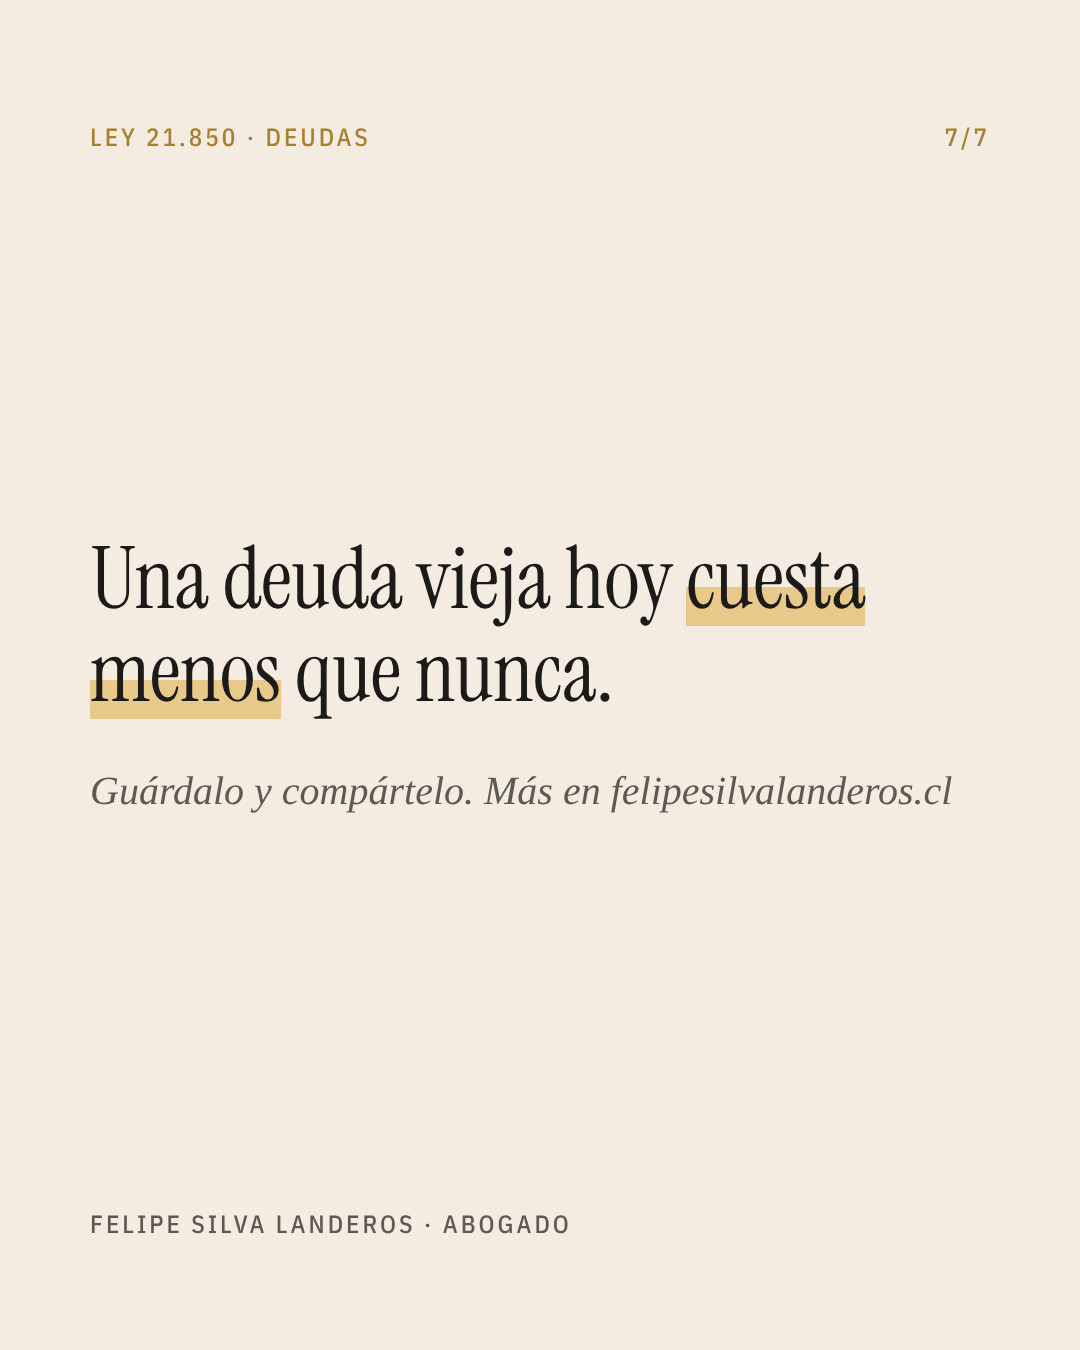 LEY 21.850 · DEUDAS
7/7
Una deuda vieja hoy cuesta
menos que nunca.
Guárdalo y compártelo. Más en felipesilvalanderos.cl
FELIPE SILVA LANDEROS · ABOGADO